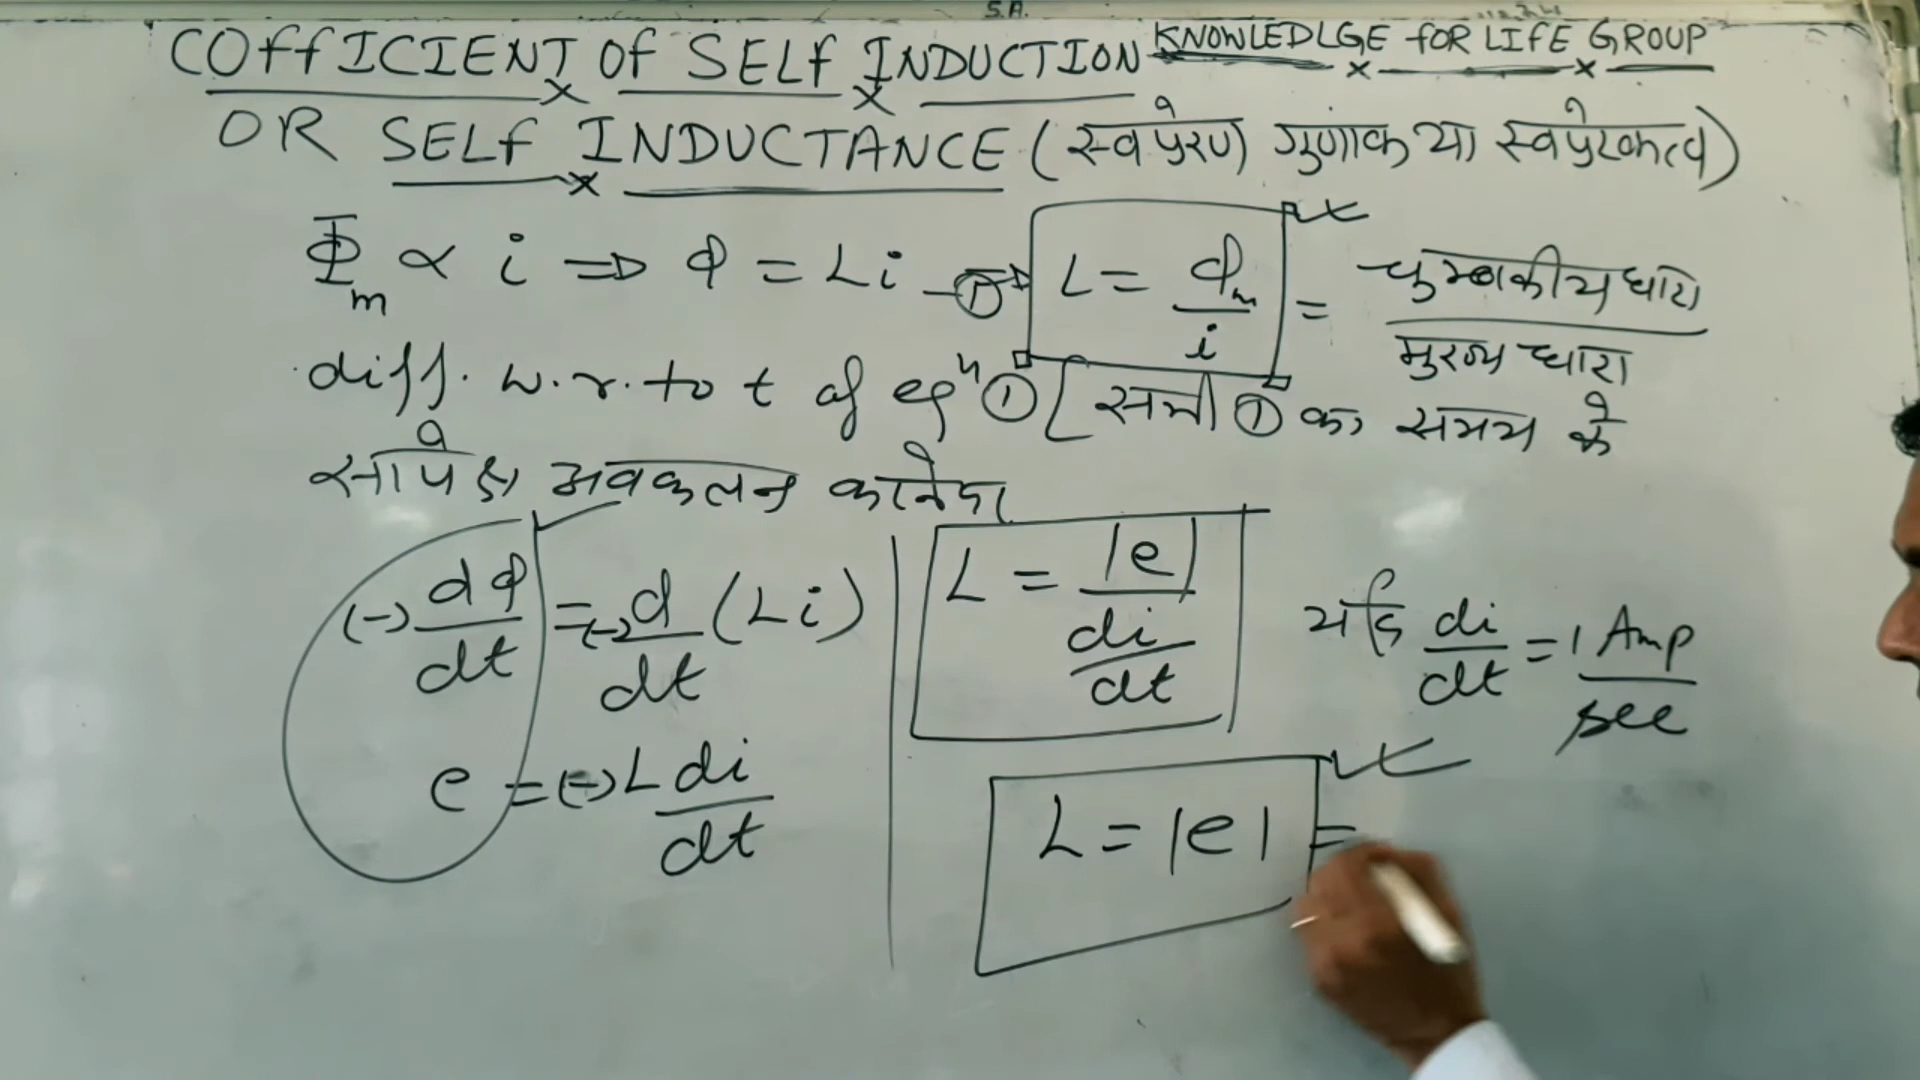 COffICIENT Of SELf INDUCTION
KNOWLEDLGE fOR LIfE GROUP
OR SELf INDUCTANCE (स्वप्रेरण गुणांक या स्वप्रेरकत्व)
Φm ∝ i ⇒ Φ = Li —① L = Φm/i = चुम्बकीय धारा/मुख्य धारा
diff. w.r. to t of eqⁿ ① [समी ① का समय के
सापेक्ष अवकलन करने पर
(-) dΦ/dt = (-) d/dt (Li)
e = (-) L di/dt
L = |e| / di/dt
यदि di/dt = 1 Amp/sec
L = |e| =